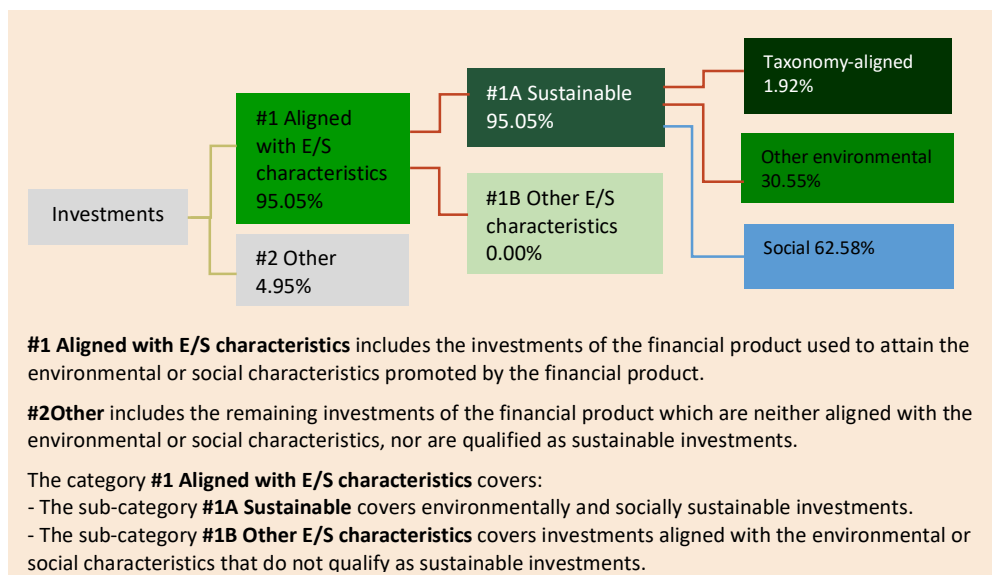 Investments
#1 Aligned
with E/S
characteristics
95.05%
#2 Other
4.95%
#1A Sustainable
95.05%
#1B Other E/S
characteristics
0.00%
Taxonomy-aligned
1.92%
Other environmental
30.55%
Social 62.58%
#1 Aligned with E/S characteristics includes the investments of the financial product used to attain the
environmental or social characteristics promoted by the financial product.
#2Other includes the remaining investments of the financial product which are neither aligned with the
environmental or social characteristics, nor are qualified as sustainable investments.
The category #1 Aligned with E/S characteristics covers:
- The sub-category #1A Sustainable covers environmentally and socially sustainable investments.
- The sub-category #1B Other E/S characteristics covers investments aligned with the environmental or
social characteristics that do not qualify as sustainable investments.